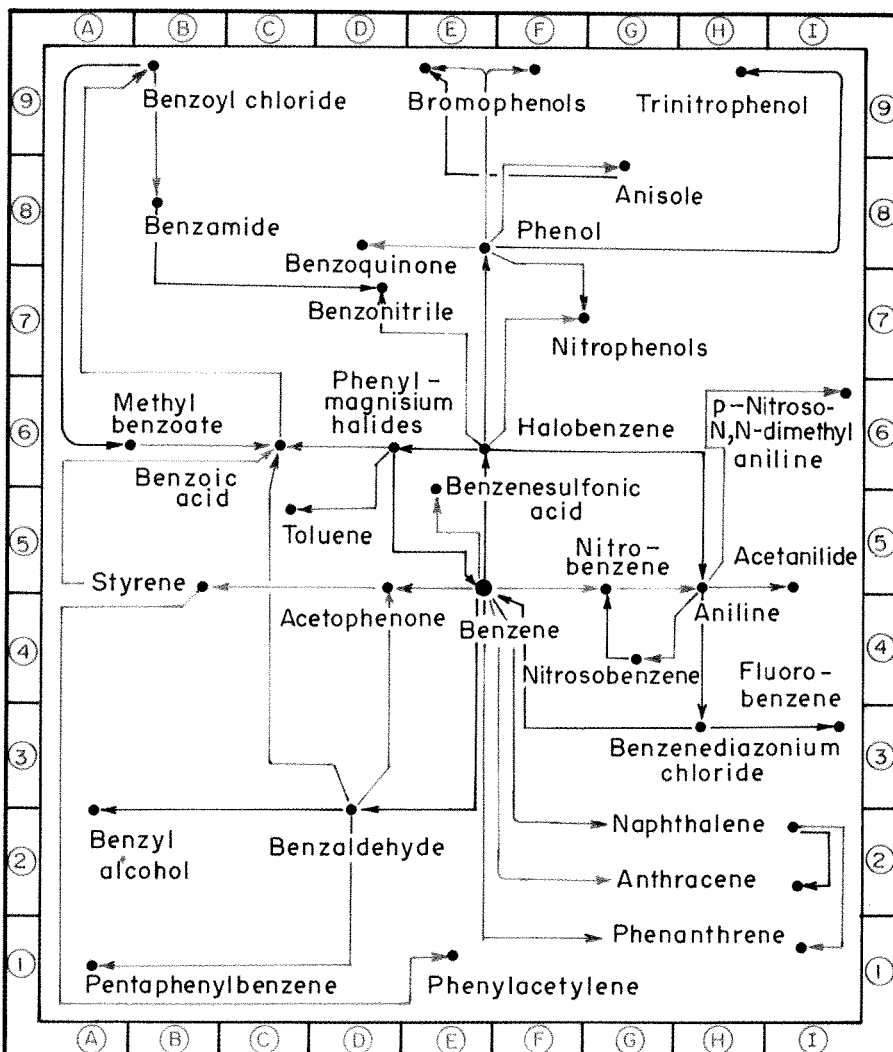 A B C D E F G H I
9 9
Benzoyl chloride
Bromophenols
Trinitrophenol
8 8
Anisole
Benzamide
Phenol
Benzoquinone
7 7
Benzonitrile
Nitrophenols
6 6
Methyl
benzoate
Phenyl-
magnisium
halides
Halobenzene
p-Nitroso-
N,N-dimethyl
aniline
Benzoic
acid
Benzenesulfonic
acid
5 5
Toluene
Nitro-
benzene
Acetanilide
Styrene
Acetophenone
Benzene
Aniline
4 4
Nitrosobenzene
Fluoro-
benzene
3 3
Benzenediazonium
chloride
Benzyl
alcohol
Benzaldehyde
Naphthalene
2 2
Anthracene
Phenanthrene
1 1
Pentaphenylbenzene
Phenylacetylene
A B C D E F G H I